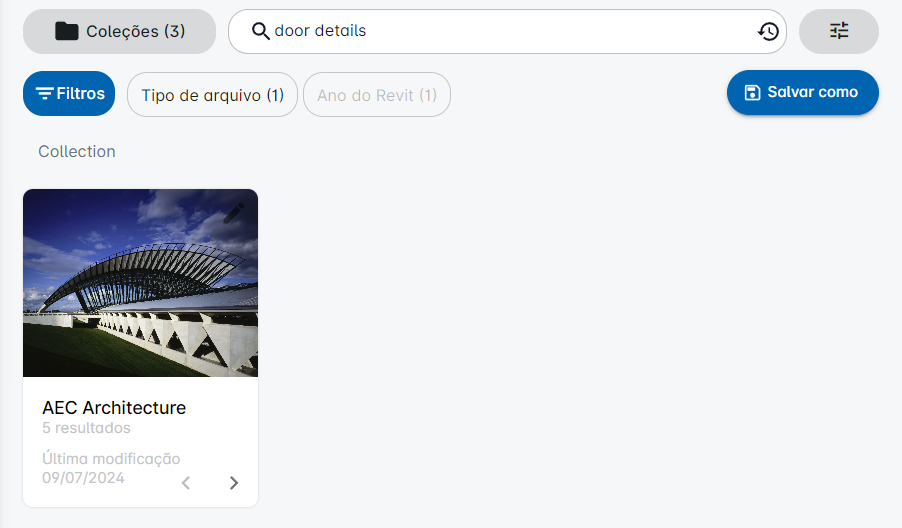 Coleções (3)
door details
Filtros
Tipo de arquivo (1)
Ano do Revit (1)
Salvar como
Collection
AEC Architecture
5 resultados
Última modificação
09/07/2024